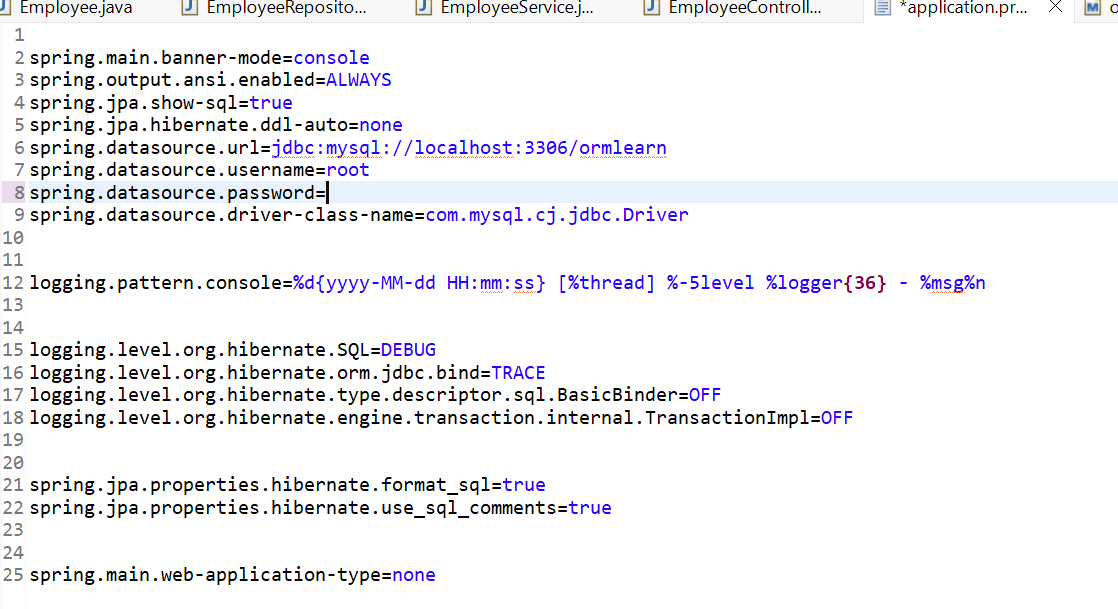 Employee.java
EmployeeReposito...
EmployeeService.j...
EmployeeControll...
*application.pr...
1
2 spring.main.banner-mode=console
3 spring.output.ansi.enabled=ALWAYS
4 spring.jpa.show-sql=true
5 spring.jpa.hibernate.ddl-auto=none
6 spring.datasource.url=jdbc:mysql://localhost:3306/ormlearn
7 spring.datasource.username=root
8 spring.datasource.password=
9 spring.datasource.driver-class-name=com.mysql.cj.jdbc.Driver
10
11
12 logging.pattern.console=%d{yyyy-MM-dd HH:mm:ss} [%thread] %-5level %logger{36} - %msg%n
13
14
15 logging.level.org.hibernate.SQL=DEBUG
16 logging.level.org.hibernate.orm.jdbc.bind=TRACE
17 logging.level.org.hibernate.type.descriptor.sql.BasicBinder=OFF
18 logging.level.org.hibernate.engine.transaction.internal.TransactionImpl=OFF
19
20
21 spring.jpa.properties.hibernate.format_sql=true
22 spring.jpa.properties.hibernate.use_sql_comments=true
23
24
25 spring.main.web-application-type=none